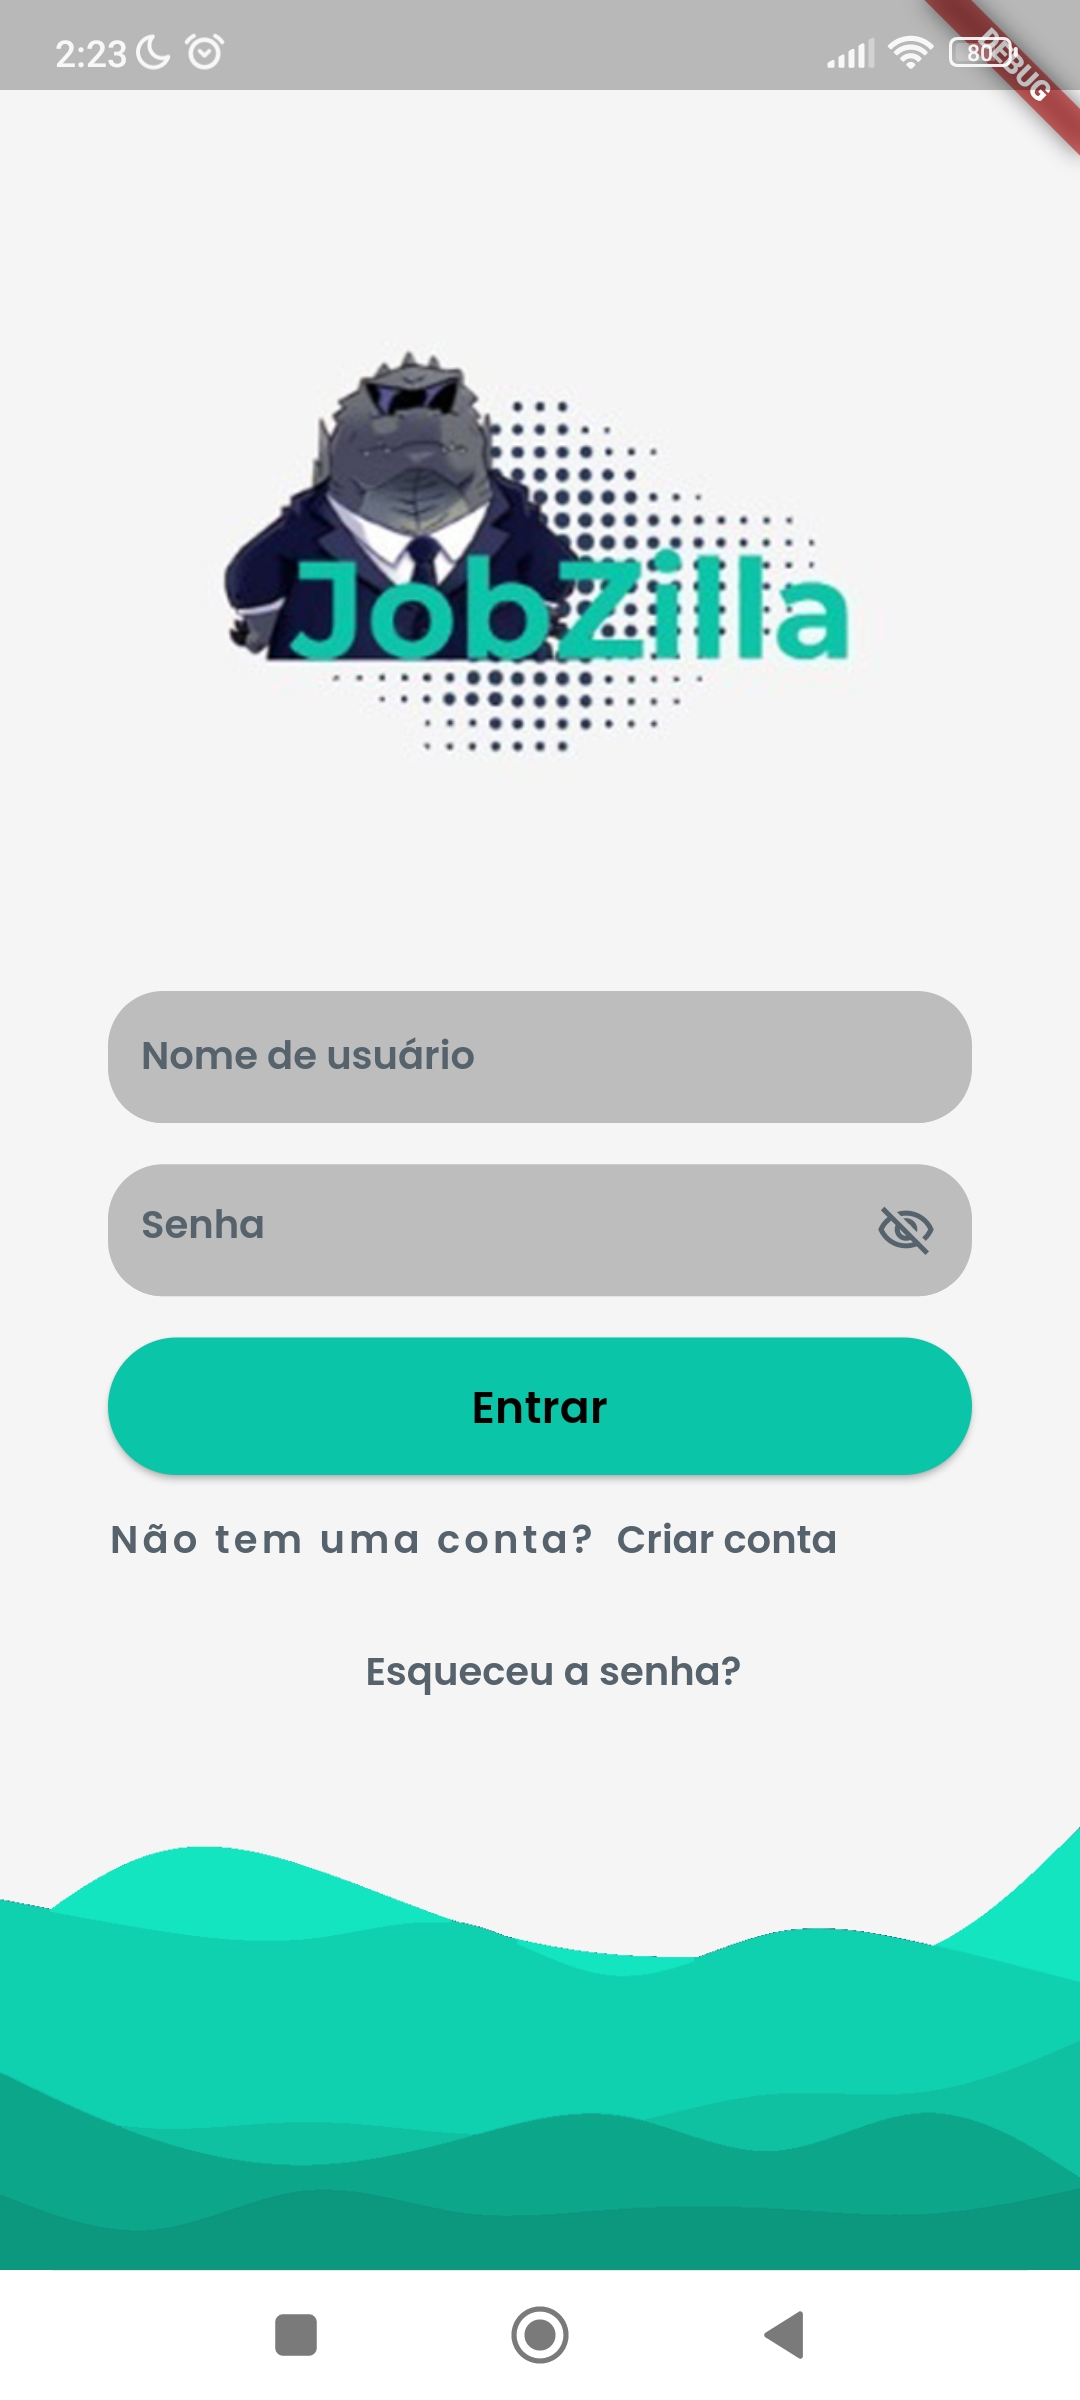 2:23
80
DEBUG
JobZilla
Nome de usuário
Senha
Entrar
Não tem uma conta? Criar conta
Esqueceu a senha?